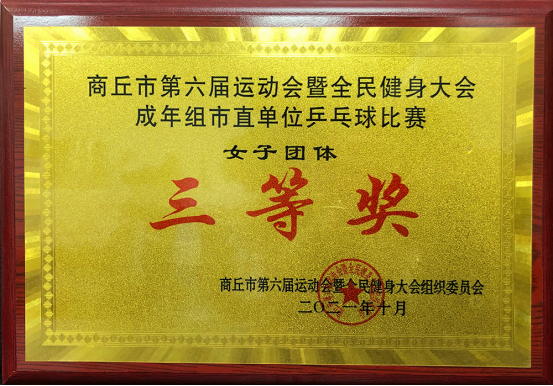 商丘市第六届运动会暨全民健身大会
成年组市直单位乒乓球比赛
女子团体
三等奖
商丘市第六届运动会暨全民健身大会组织委员会
二〇二一年十月